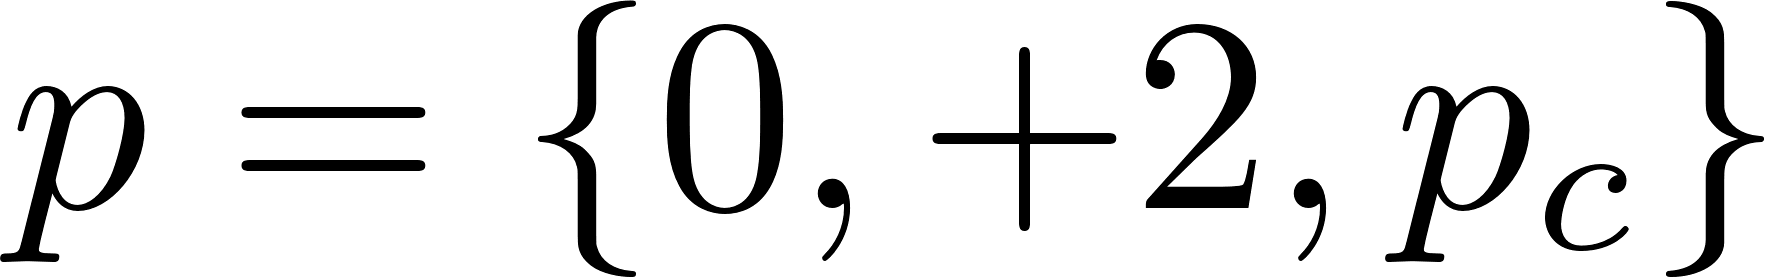 p = {0, +2, p_c}